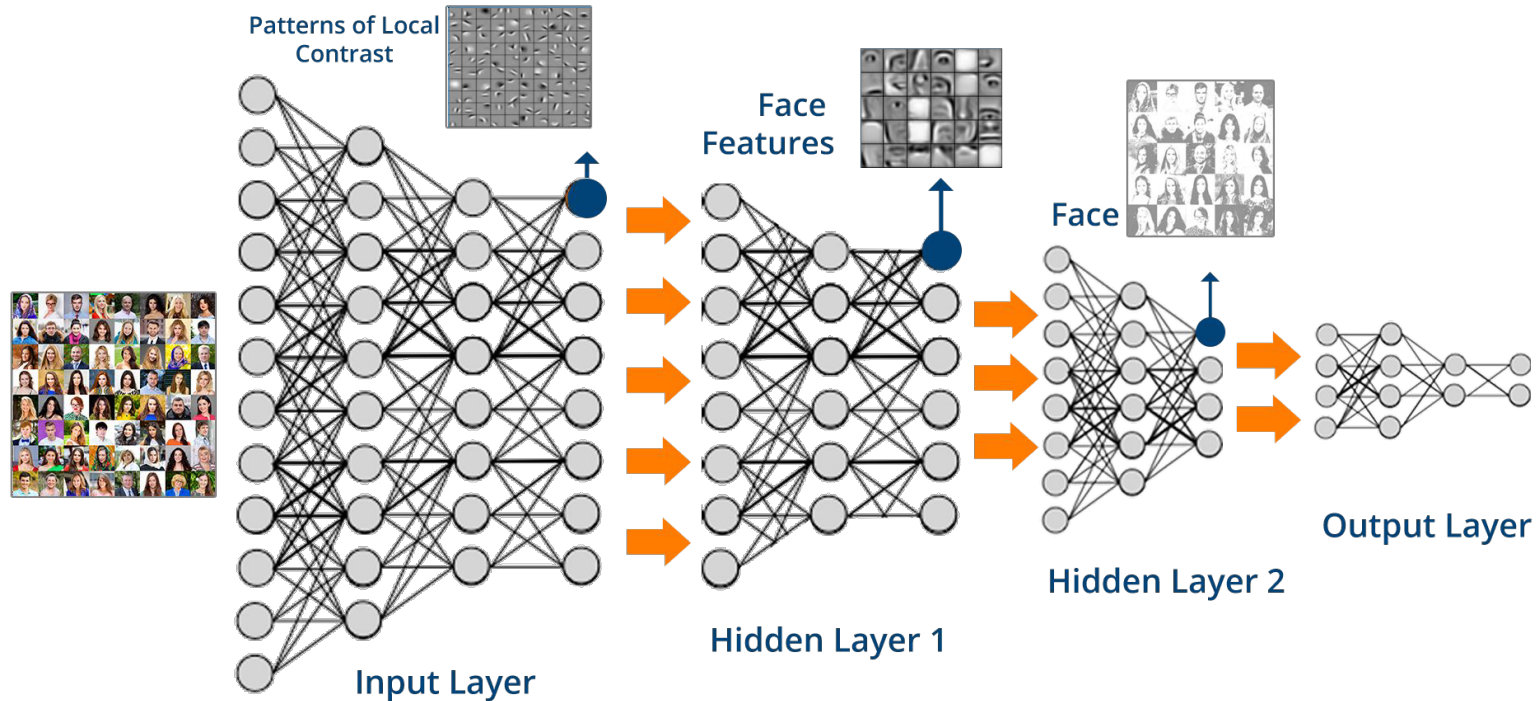 Patterns of Local
Contrast
Face
Features
Face
Input Layer
Hidden Layer 1
Hidden Layer 2
Output Layer